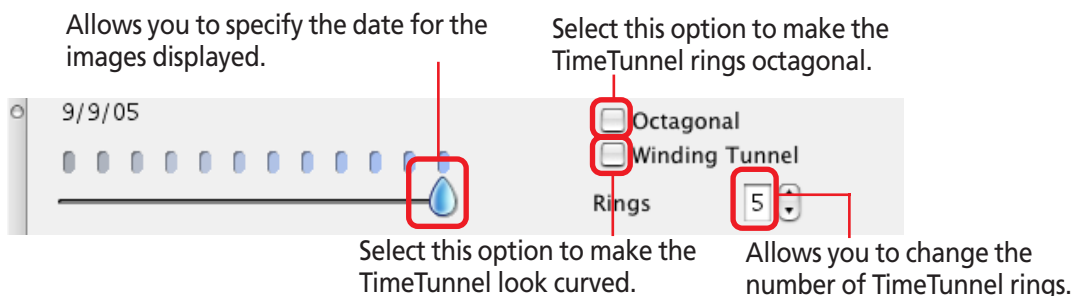 Allows you to specify the date for the
images displayed.
Select this option to make the
TimeTunnel rings octagonal.
9/9/05
Octagonal
Winding Tunnel
Rings
5
Select this option to make the
TimeTunnel look curved.
Allows you to change the
number of TimeTunnel rings.